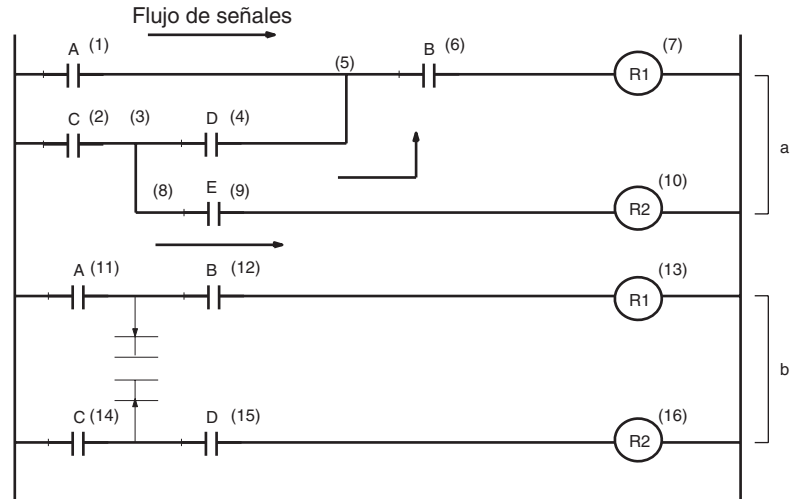 Flujo de señales
A (1)
(5)
B (6)
(7)
R1
C (2)
(3)
D (4)
a
(8)
E (9)
(10)
R2
A (11)
B (12)
(13)
R1
b
C (14)
D (15)
(16)
R2